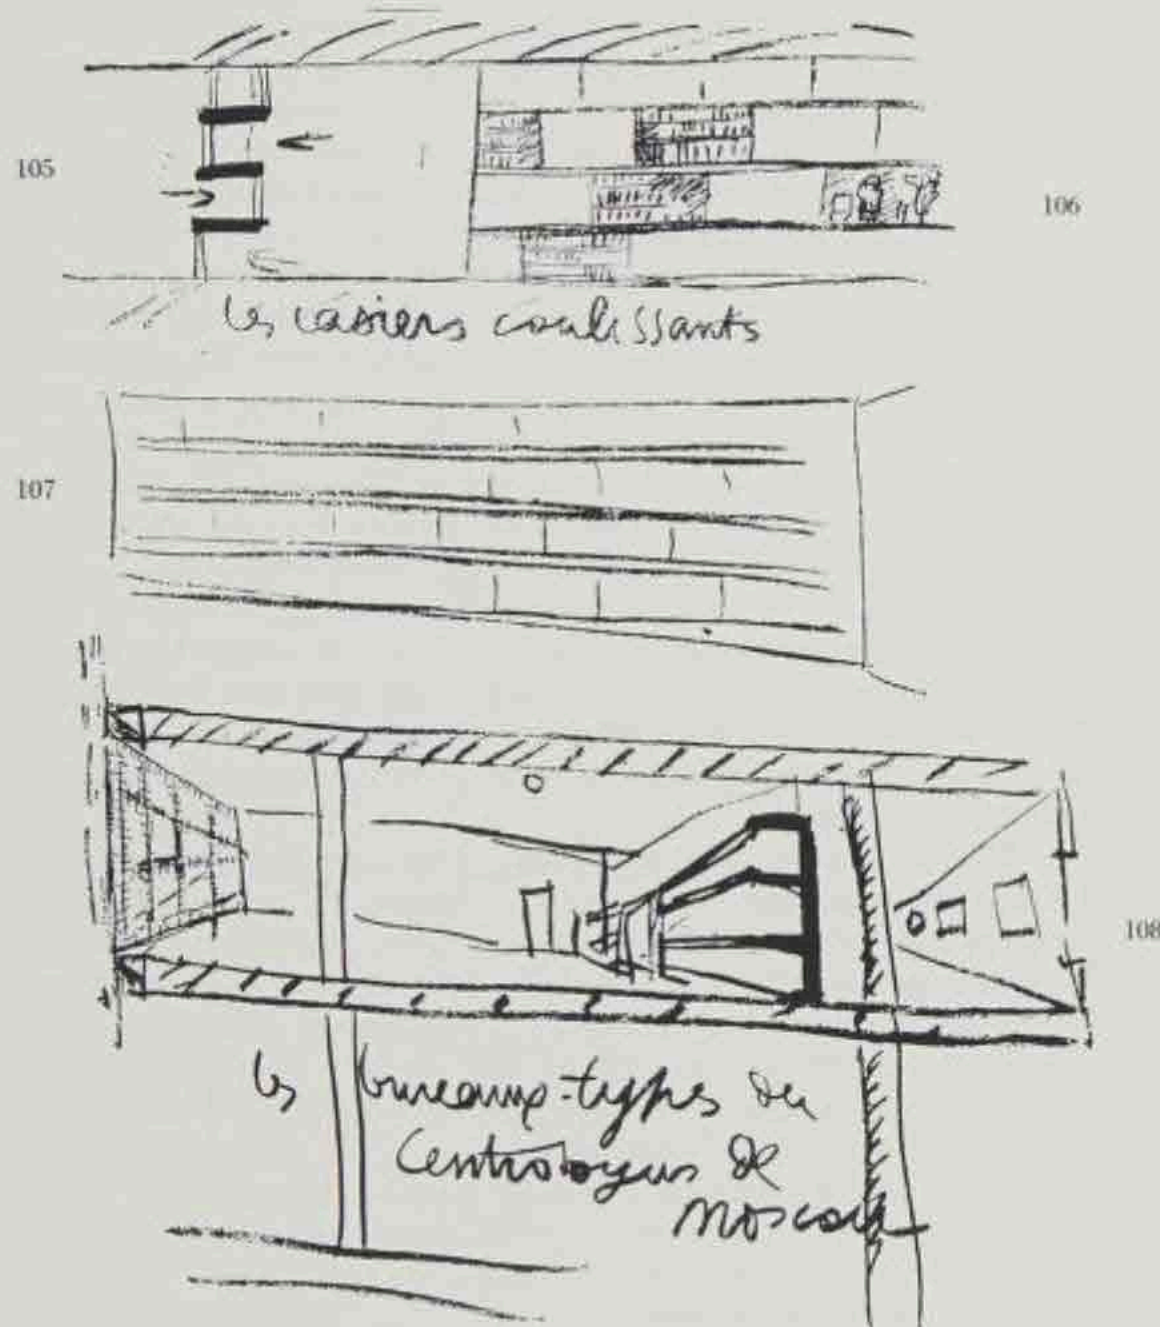 105
106
les casiers coulissants
107
108
les bureaux-types du
Centrosoyus de
Moscou